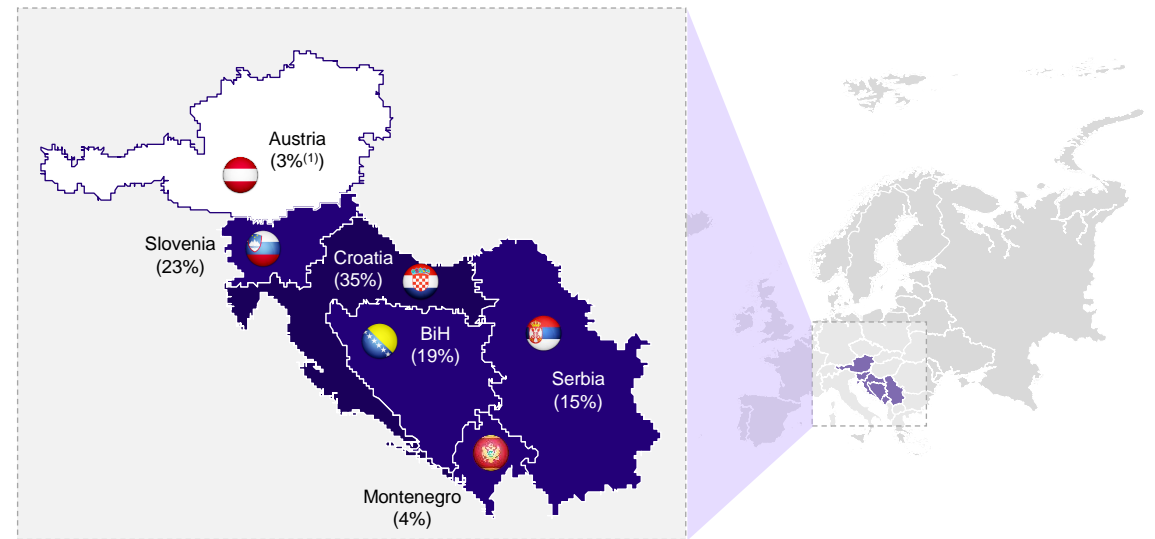 Austria
(3%(1))
Slovenia
(23%)
Croatia
(35%)
BiH
(19%)
Serbia
(15%)
Montenegro
(4%)